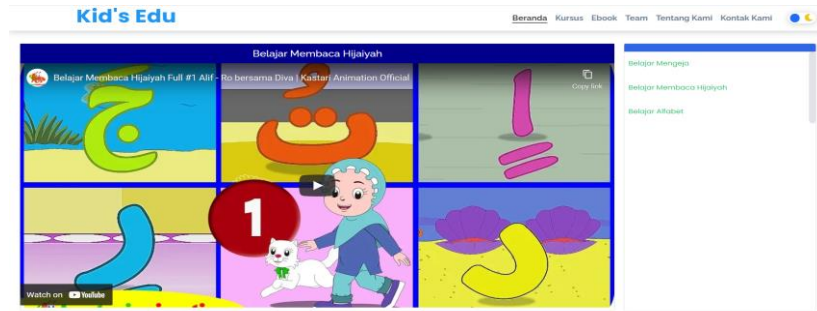 Kid's Edu
Beranda Kursus Ebook Team Tentang Kami Kontak Kami
Belajar Membaca Hijaiyah
Belajar Membaca Hijaiyah Full #1 Alif - Ro bersama Diva | Kastari Animation Official
Copy link
Belajar Mengeja
Belajar Membaca Hijaiyah
Belajar Alfabet
ج
1
Watch on YouTube